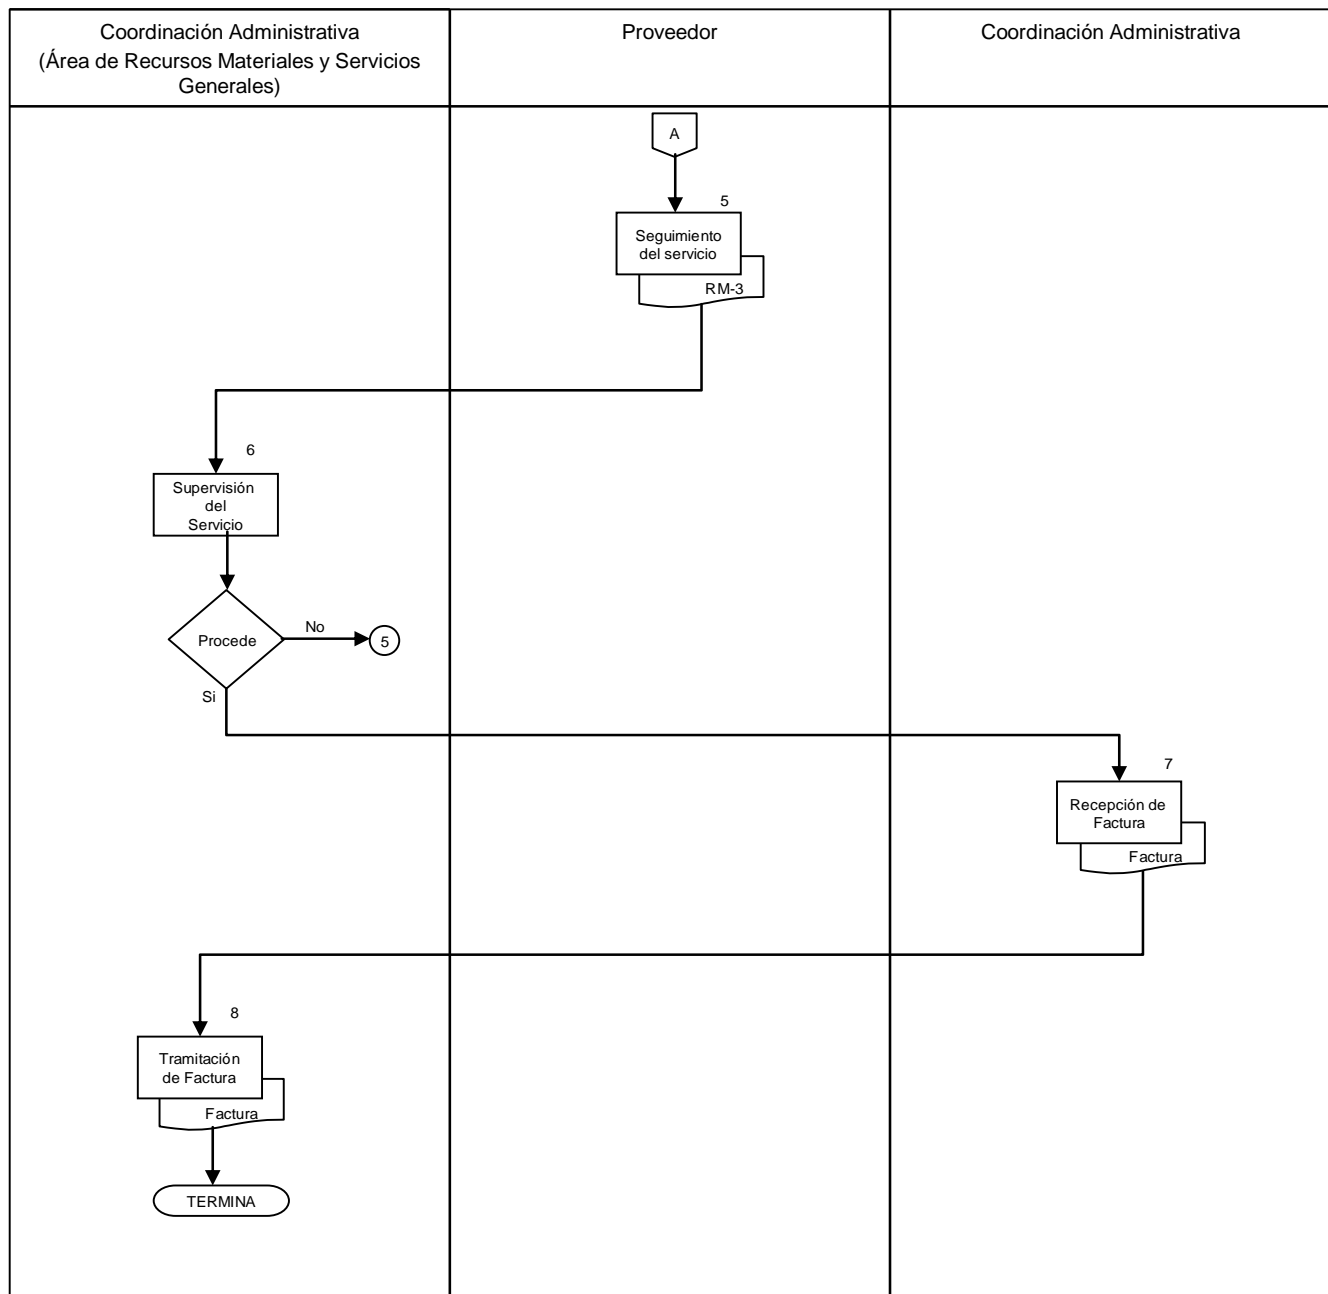 Coordinación Administrativa
(Área de Recursos Materiales y Servicios
Generales)
Proveedor
Coordinación Administrativa
A
5
Seguimiento
del servicio
RM-3
6
Supervisión
del
Servicio
Procede
No
5
Si
7
Recepción de
Factura
Factura
8
Tramitación
de Factura
Factura
TERMINA